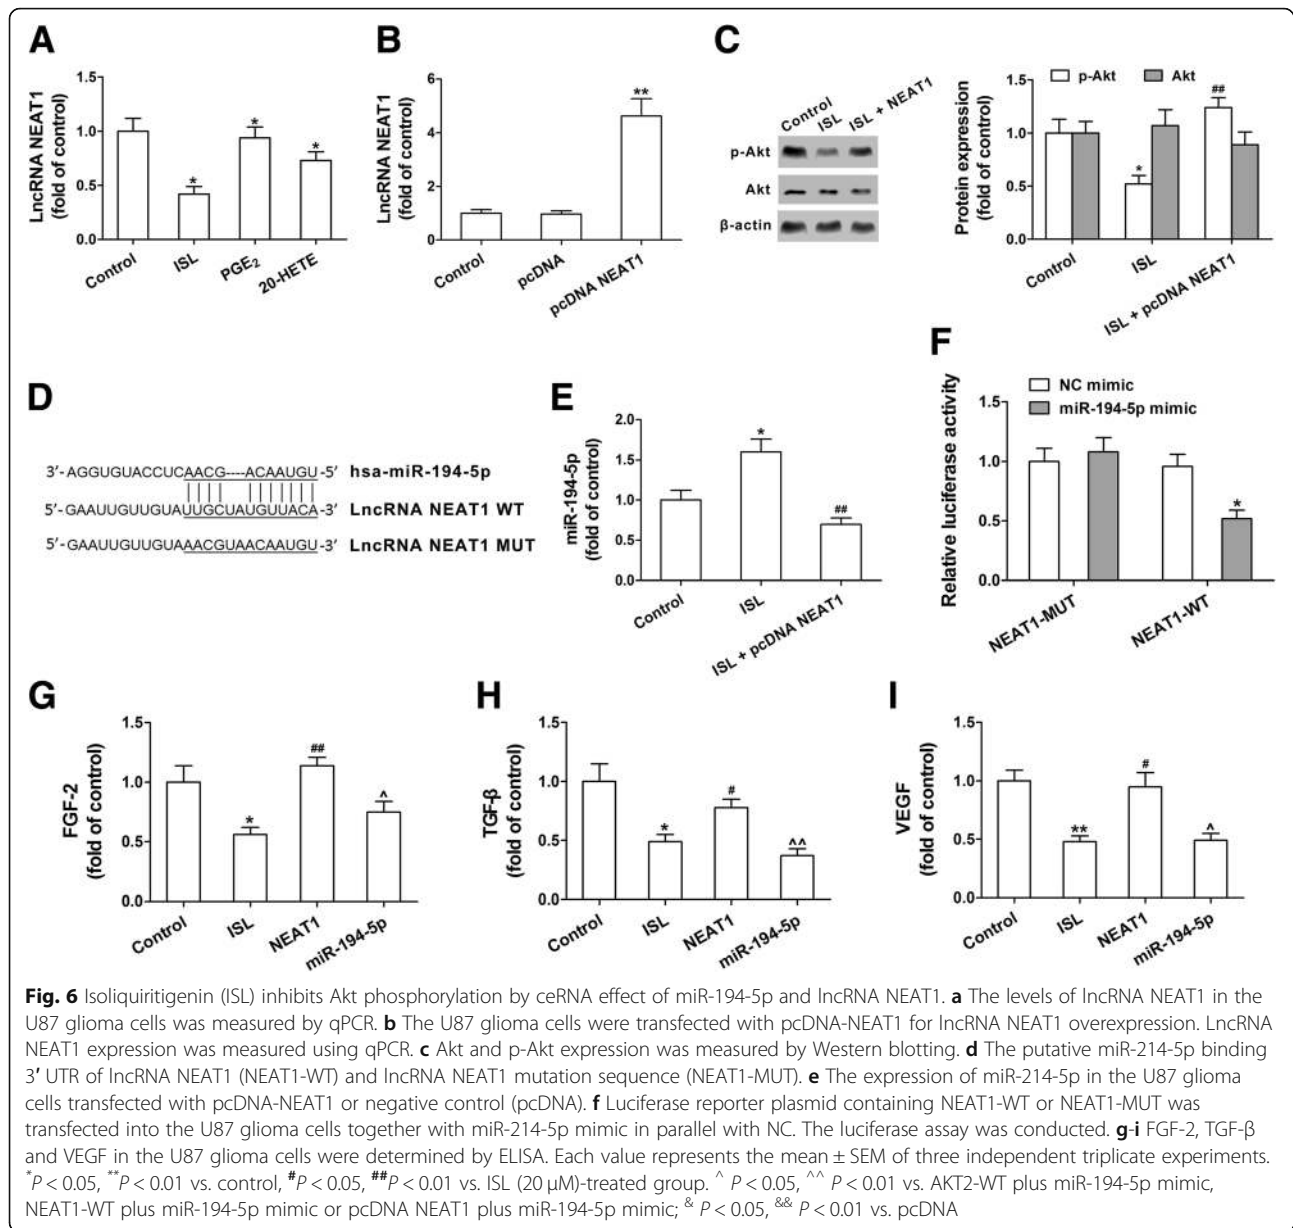 A
LncRNA NEAT1
(fold of control)
1.5
1.0
0.5
0.0
*
*
*
Control
ISL
PGE₂
20-HETE
B
LncRNA NEAT1
(fold of control)
6
4
2
0
**
Control
pcDNA
pcDNA NEAT1
C
Control
ISL
ISL + NEAT1
p-Akt
Akt
β-actin
Protein expression
(fold of control)
p-Akt
Akt
1.5
1.0
0.5
0.0
*
##
Control
ISL
ISL + pcDNA NEAT1
D
3′-AGGUGUACCUCAACG----ACAAUGU-5′ hsa-miR-194-5p
5′-GAAUUGUUGUAUUGCUAUGUUACA-3′ LncRNA NEAT1 WT
5′-GAAUUGUUGUAAACGUAACAAUGU-3′ LncRNA NEAT1 MUT
E
miR-194-5p
(fold of control)
2.0
1.5
1.0
0.5
0.0
*
##
Control
ISL
ISL + pcDNA NEAT1
F
Relative luciferase activity
NC mimic
miR-194-5p mimic
1.5
1.0
0.5
0.0
*
NEAT1-MUT
NEAT1-WT
G
FGF-2
(fold of control)
1.5
1.0
0.5
0.0
*
##
^
Control
ISL
NEAT1
miR-194-5p
H
TGF-β
(fold of control)
1.5
1.0
0.5
0.0
*
#
^^
Control
ISL
NEAT1
miR-194-5p
I
VEGF
(fold of control)
1.5
1.0
0.5
0.0
**
#
^
Control
ISL
NEAT1
miR-194-5p
Fig. 6 Isoliquiritigenin (ISL) inhibits Akt phosphorylation by ceRNA effect of miR-194-5p and lncRNA NEAT1. a The levels of lncRNA NEAT1 in the
U87 glioma cells was measured by qPCR. b The U87 glioma cells were transfected with pcDNA-NEAT1 for lncRNA NEAT1 overexpression. LncRNA
NEAT1 expression was measured using qPCR. c Akt and p-Akt expression was measured by Western blotting. d The putative miR-214-5p binding
3′ UTR of lncRNA NEAT1 (NEAT1-WT) and lncRNA NEAT1 mutation sequence (NEAT1-MUT). e The expression of miR-214-5p in the U87 glioma
cells transfected with pcDNA-NEAT1 or negative control (pcDNA). f Luciferase reporter plasmid containing NEAT1-WT or NEAT1-MUT was
transfected into the U87 glioma cells together with miR-214-5p mimic in parallel with NC. The luciferase assay was conducted. g-i FGF-2, TGF-β
and VEGF in the U87 glioma cells were determined by ELISA. Each value represents the mean ± SEM of three independent triplicate experiments.
*P < 0.05, **P < 0.01 vs. control, #P < 0.05, ##P < 0.01 vs. ISL (20 μM)-treated group. ^ P < 0.05, ^^ P < 0.01 vs. AKT2-WT plus miR-194-5p mimic,
NEAT1-WT plus miR-194-5p mimic or pcDNA NEAT1 plus miR-194-5p mimic; & P < 0.05, && P < 0.01 vs. pcDNA